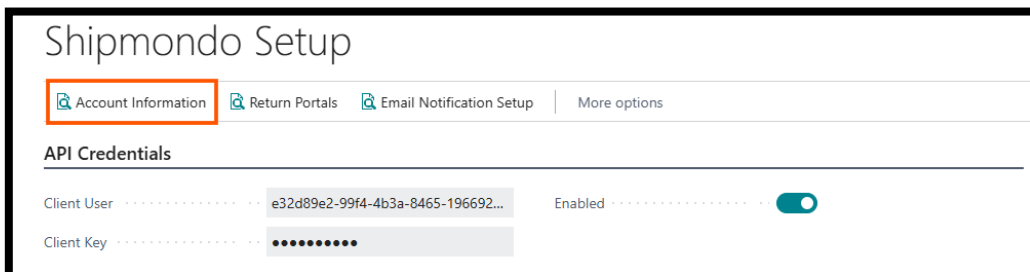 Shipmondo Setup
Account Information Return Portals Email Notification Setup More options
API Credentials
Client User e32d89e2-99f4-4b3a-8465-196692... Enabled
Client Key ••••••••••